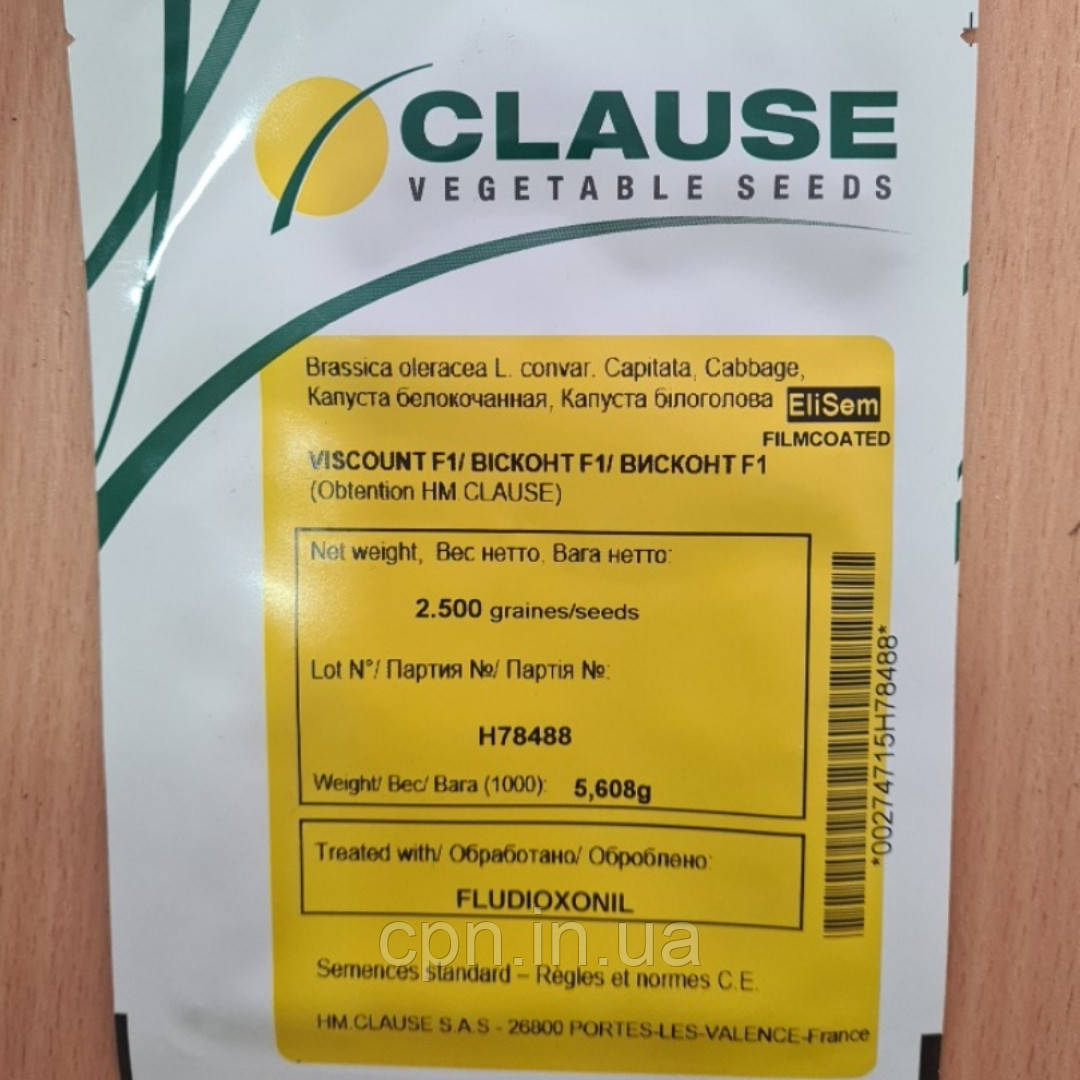 CLAUSE
VEGETABLE SEEDS
Brassica oleracea L. convar. Capitata, Cabbage,
Капуста белокочанная, Капуста білоголова
EliSem
FILMCOATED
VISCOUNT F1/ ВІСКОНТ F1/ ВИСКОНТ F1
(Obtention HM CLAUSE)
Net weight, Вес нетто, Вага нетто:
2.500 graines/seeds
Lot N°/ Партия №/ Партія №:
H78488
Weight/ Вес/ Вага (1000): 5,608g
*00274715H78488*
Treated with/ Обработано/ Оброблено:
FLUDIOXONIL
cpn.in.ua
Semences standard – Règles et normes C.E.
HM.CLAUSE S.A.S - 26800 PORTES-LES-VALENCE-France